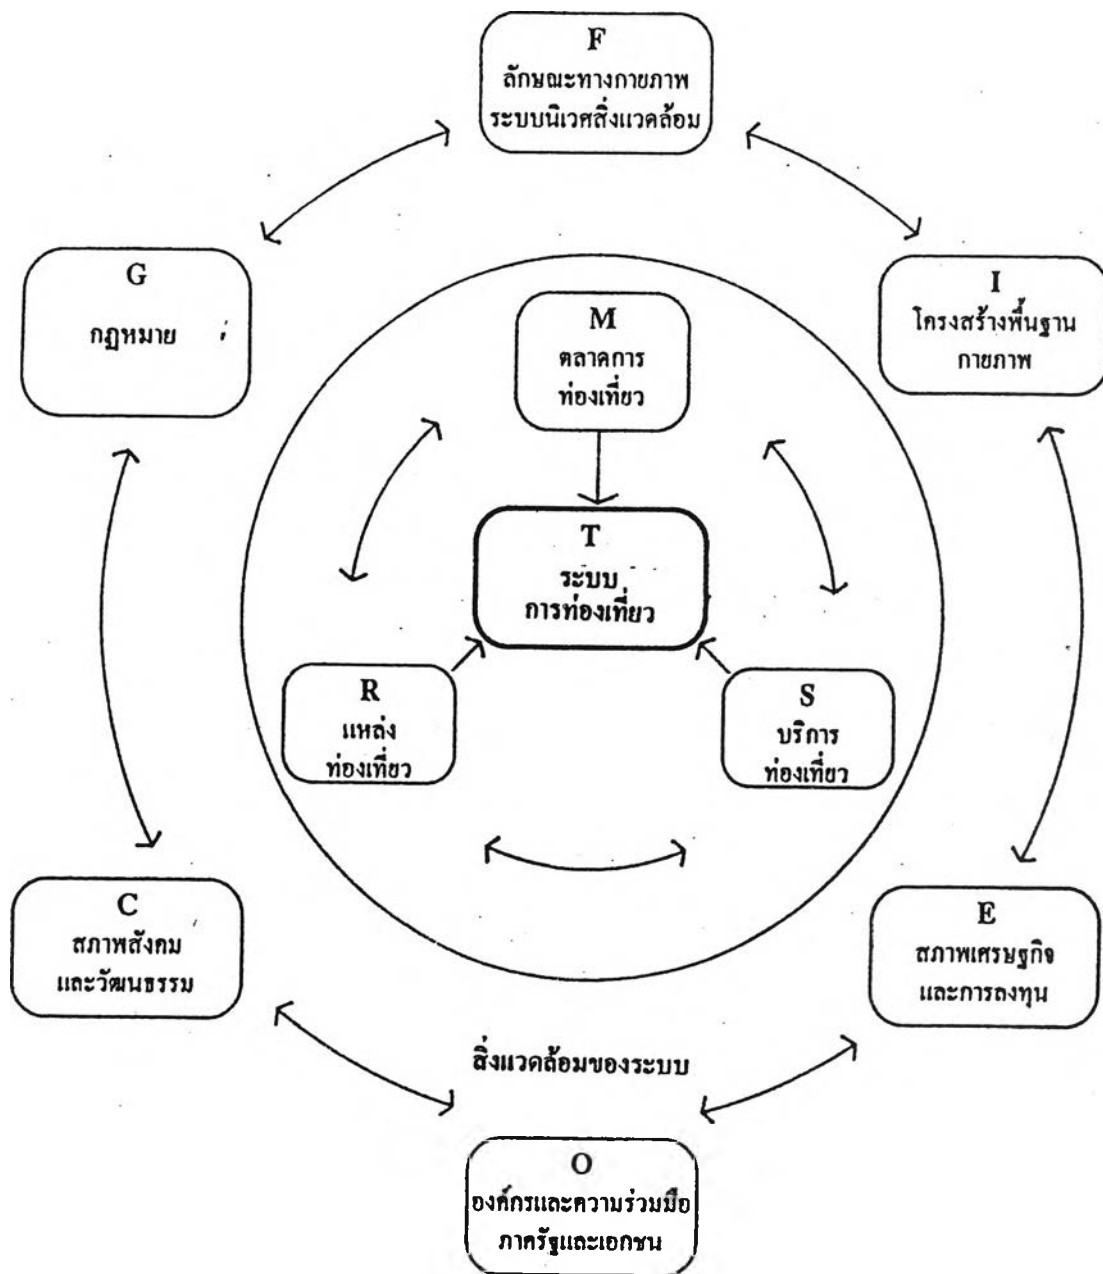 F
ลักษณะทางกายภาพ
ระบบนิเวศสิ่งแวดล้อม
G
กฎหมาย
I
โครงสร้างพื้นฐาน
กายภาพ
M
ตลาดการ
ท่องเที่ยว
T
ระบบ
การท่องเที่ยว
R
แหล่ง
ท่องเที่ยว
S
บริการ
ท่องเที่ยว
C
สภาพสังคม
และวัฒนธรรม
E
สภาพเศรษฐกิจ
และการลงทุน
สิ่งแวดล้อมของระบบ
O
องค์กรและความร่วมมือ
ภาครัฐและเอกชน